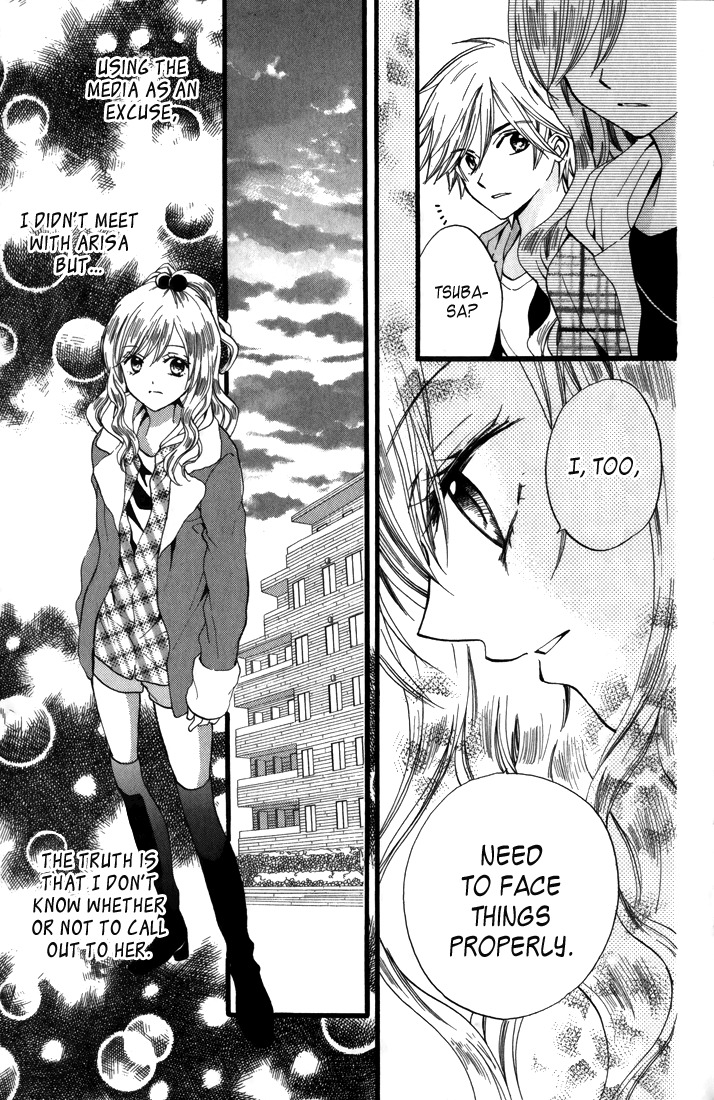 TSUBA-
SA?
I, TOO,
NEED
TO FACE
THINGS
PROPERLY.
USING THE
MEDIA AS AN
EXCUSE,
I DIDN'T MEET
WITH ARISA
BUT...
THE TRUTH IS
THAT I DON'T
KNOW WHETHER
OR NOT TO CALL
OUT TO HER.